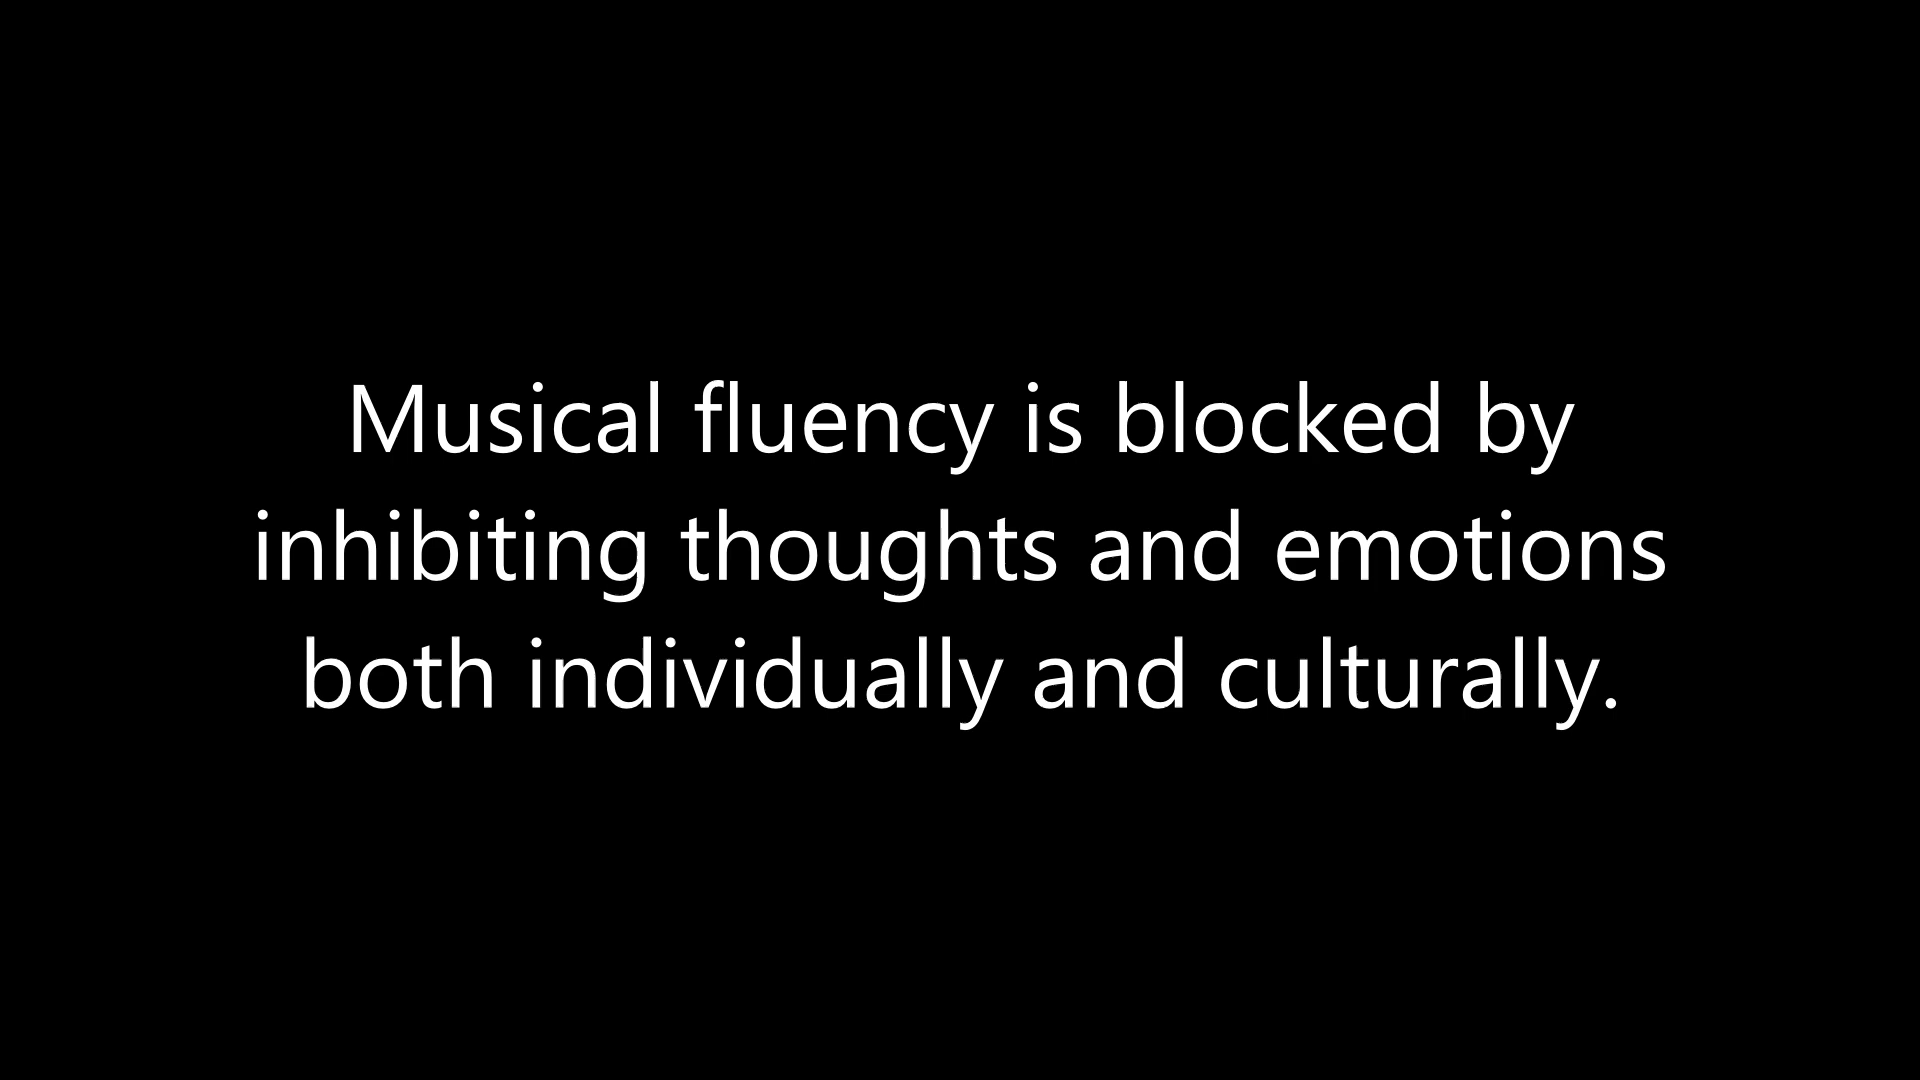 Musical fluency is blocked by
inhibiting thoughts and emotions
both individually and culturally.